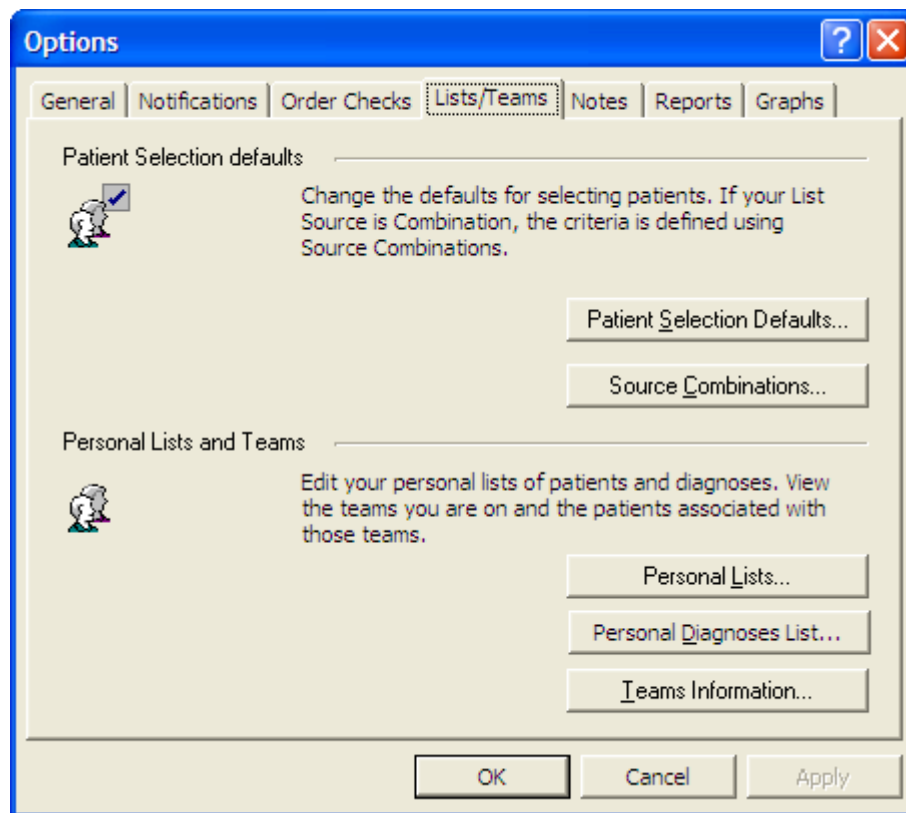 Options
General Notifications Order Checks Lists/Teams Notes Reports Graphs
Patient Selection defaults
Change the defaults for selecting patients. If your List
Source is Combination, the criteria is defined using
Source Combinations.
Patient Selection Defaults...
Source Combinations...
Personal Lists and Teams
Edit your personal lists of patients and diagnoses. View
the teams you are on and the patients associated with
those teams.
Personal Lists...
Personal Diagnoses List...
Teams Information...
OK Cancel Apply